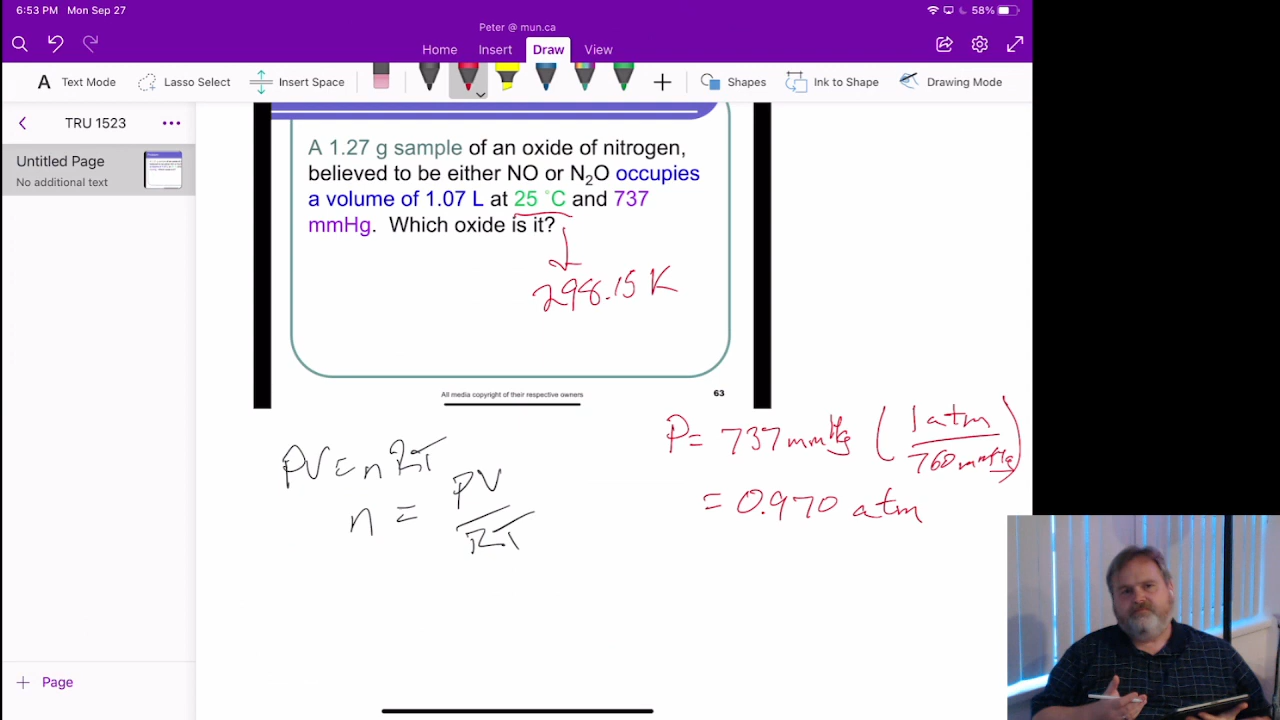 6:53 PM Mon Sep 27
58%
Peter @ mun.ca
Home Insert Draw View
A Text Mode Lasso Select Insert Space Shapes Ink to Shape Drawing Mode
TRU 1523
Untitled Page
No additional text
A 1.27 g sample of an oxide of nitrogen,
believed to be either NO or N₂O occupies
a volume of 1.07 L at 25 °C and 737
mmHg. Which oxide is it?
298.15 K
All media copyright of their respective owners
63
P= 737 mmHg (1 atm / 760 mmHg)
= 0.970 atm
PV = nRT
n = PV / RT
+ Page